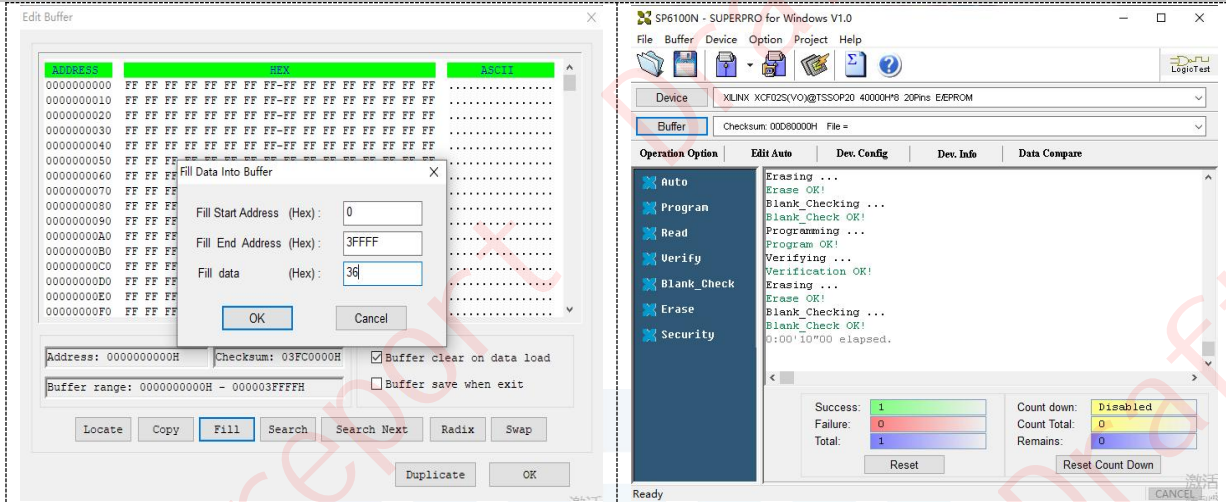 Edit Buffer
ADDRESS HEX ASCII
0000000000 FF FF FF FF FF FF FF FF-FF FF FF FF FF FF FF FF ................
0000000010 FF FF FF FF FF FF FF FF-FF FF FF FF FF FF FF FF ................
0000000020 FF FF FF FF FF FF FF FF-FF FF FF FF FF FF FF FF ................
0000000030 FF FF FF FF FF FF FF FF-FF FF FF FF FF FF FF FF ................
0000000040 FF FF FF FF FF FF FF FF-FF FF FF FF FF FF FF FF ................
0000000050 FF FF FF
0000000060 FF FF FF
0000000070 FF FF FF
0000000080 FF FF FF
0000000090 FF FF FF
00000000A0 FF FF FF
00000000B0 FF FF FF
00000000C0 FF FF FF
00000000D0 FF FF FF
00000000E0 FF FF FF
00000000F0 FF FF FF
Fill Data Into Buffer
Fill Start Address (Hex) : 0
Fill End Address (Hex) : 3FFFF
Fill data (Hex) : 36
OK Cancel
Address: 0000000000H Checksum: 03FC0000H Buffer clear on data load
Buffer range: 0000000000H - 000003FFFFH Buffer save when exit
Locate Copy Fill Search Search Next Radix Swap
Duplicate OK
SP6100N - SUPERPRO for Windows V1.0
File Buffer Device Option Project Help
LogicTest
Device XILINX XCF02S(VO)@TSSOP20 40000H*8 20Pins E/EPROM
Buffer Checksum: 00D80000H File =
Operation Option Edit Auto Dev. Config Dev. Info Data Compare
Auto
Program
Read
Verify
Blank_Check
Erase
Security
Erasing ...
Erase OK!
Blank_Checking ...
Blank_Check OK!
Programming ...
Program OK!
Verifying ...
Verification OK!
Erasing ...
Erase OK!
Blank_Checking ...
Blank_Check OK!
0:00'10"00 elapsed.
Success: 1 Count down: Disabled
Failure: 0 Count Total: 0
Total: 1 Remains: 0
Reset Reset Count Down
Ready CANCEL
激活